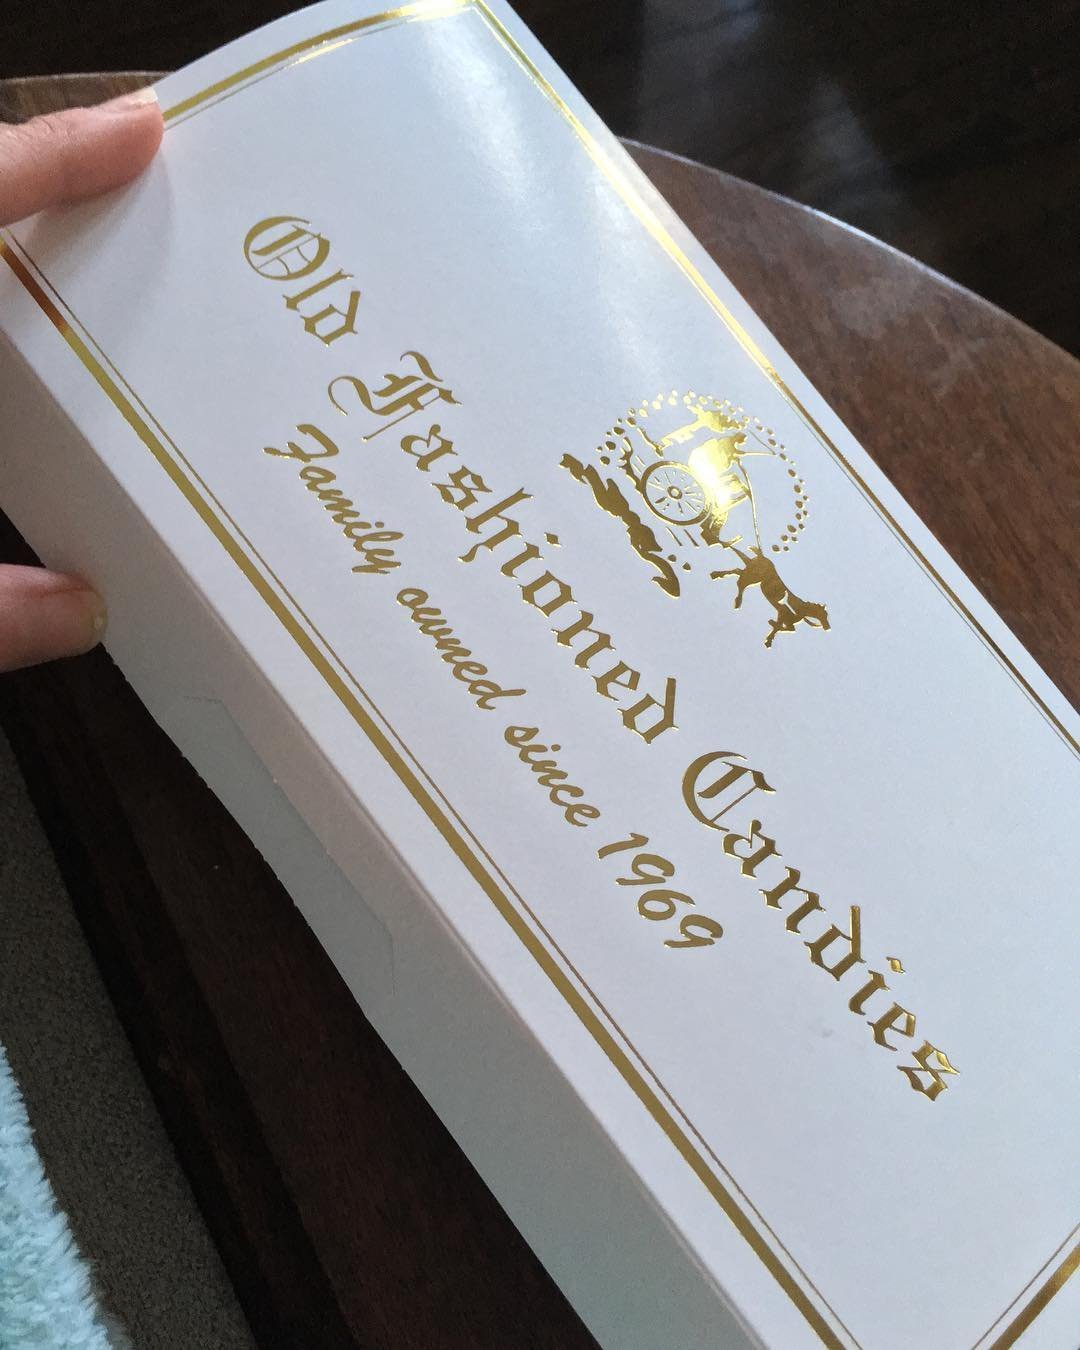 Old Fashioned Candies
Family owned since 1969